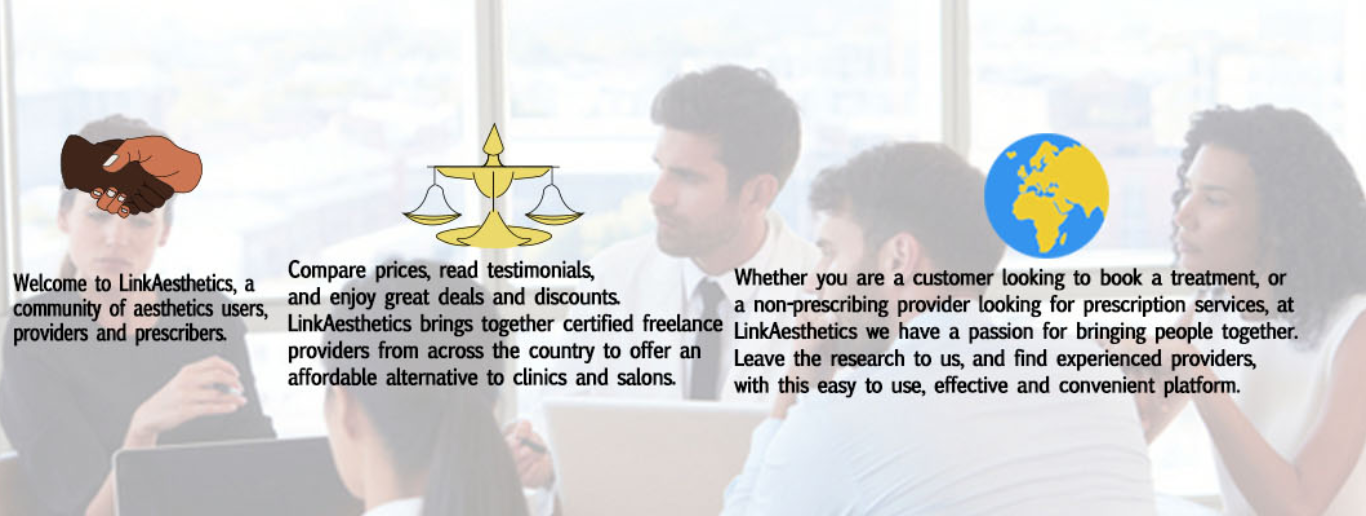 Welcome to LinkAesthetics, a
community of aesthetics users,
providers and prescribers.
Compare prices, read testimonials,
and enjoy great deals and discounts.
LinkAesthetics brings together certified freelance
providers from across the country to offer an
affordable alternative to clinics and salons.
Whether you are a customer looking to book a treatment, or
a non-prescribing provider looking for prescription services, at
LinkAesthetics we have a passion for bringing people together.
Leave the research to us, and find experienced providers,
with this easy to use, effective and convenient platform.